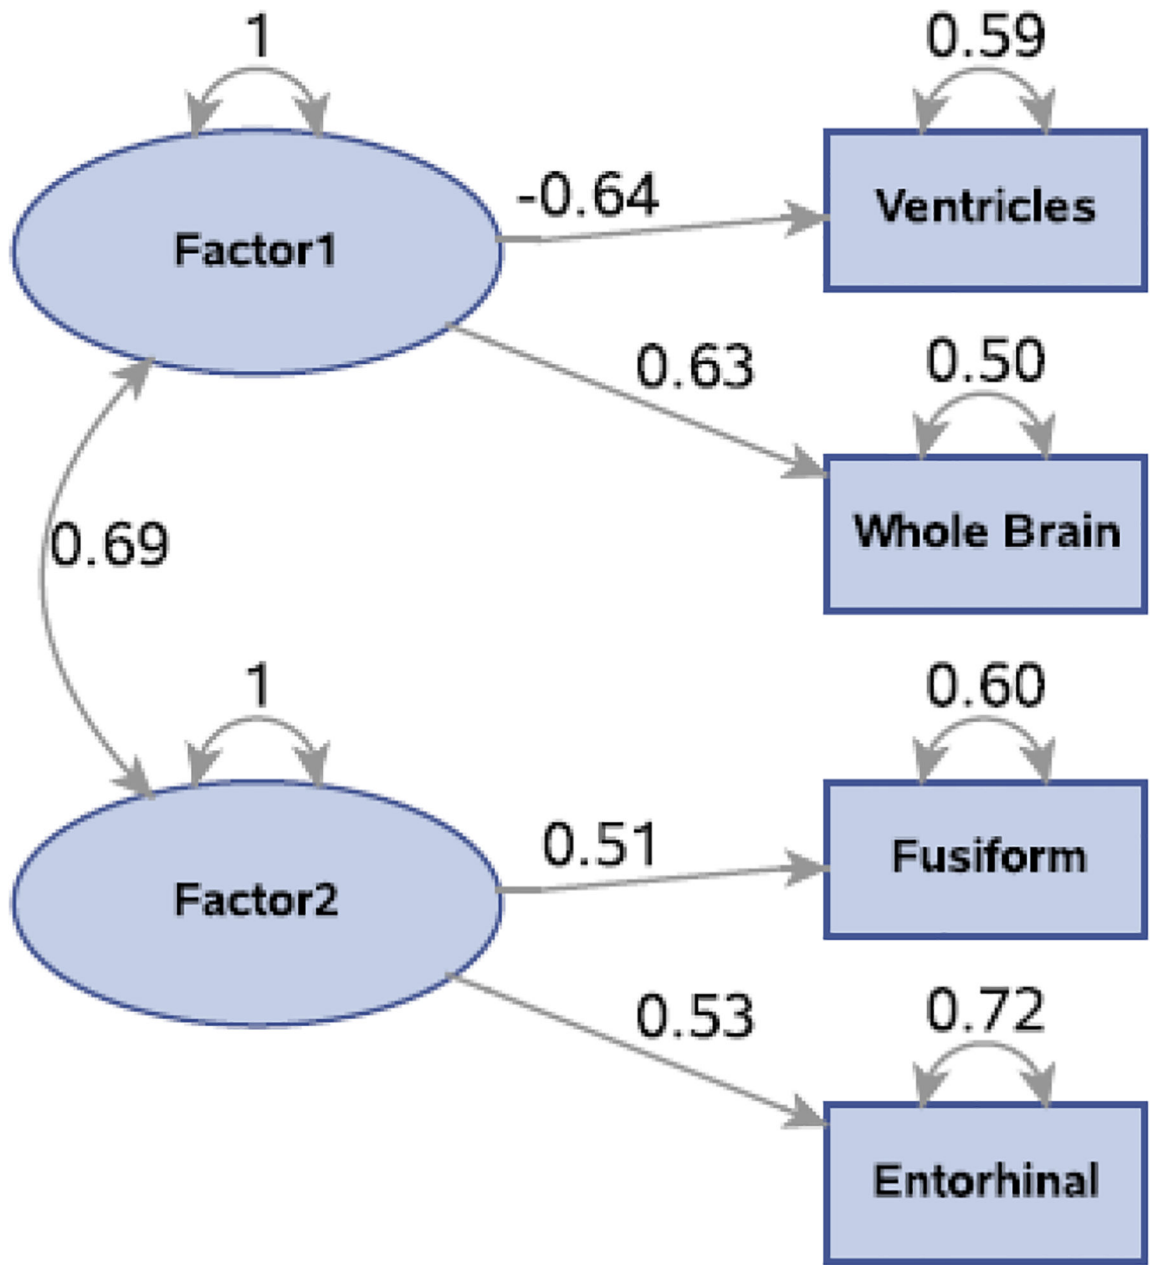 1
0.59
Factor1
-0.64
Ventricles
0.63
0.50
Whole Brain
0.69
1
0.60
Factor2
0.51
Fusiform
0.53
0.72
Entorhinal